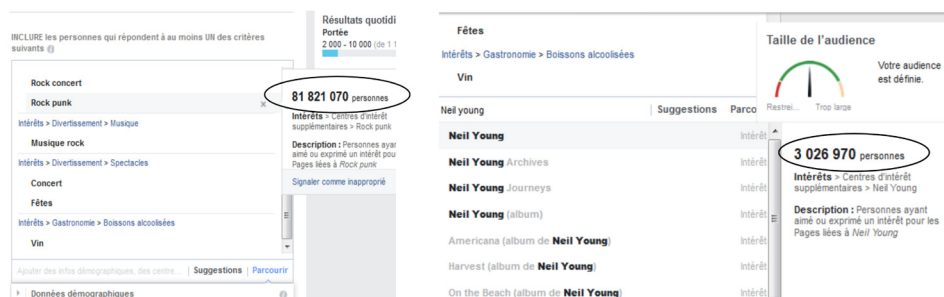 INCLURE les personnes qui répondent à au moins UN des critères
suivants
Rock concert
Rock punk
Intérêts > Divertissement > Musique
Musique rock
Intérêts > Divertissement > Spectacles
Concert
Fêtes
Intérêts > Gastronomie > Boissons alcoolisées
Vin
Ajouter des infos démographiques, des centre... | Suggestions | Parcourir
Données démographiques
Résultats quotidi
Portée
2 000 - 10 000 (de 1 1
81 821 070 personnes
Intérêts > Centres d'intérêt
supplémentaires > Rock punk
Description : Personnes ayan
aimé ou exprimé un intérêt pou
Pages liées à Rock punk
Signaler comme inapproprié
Fêtes
Intérêts > Gastronomie > Boissons alcoolisées
Vin
Neil young | Suggestions | Parco
Neil Young Intérêt
Neil Young Archives Intérêt
Neil Young Journeys Intérêt
Neil Young (album) Intérêt
Americana (album de Neil Young) Intérêt
Harvest (album de Neil Young) Intérêt
On the Beach (album de Neil Young) Intérêt
Taille de l'audience
Votre audience
est définie.
Restrei... Trop large
3 026 970 personnes
Intérêts > Centres d'intérêt
supplémentaires > Neil Young
Description : Personnes ayant
aimé ou exprimé un intérêt pour les
Pages liées à Neil Young